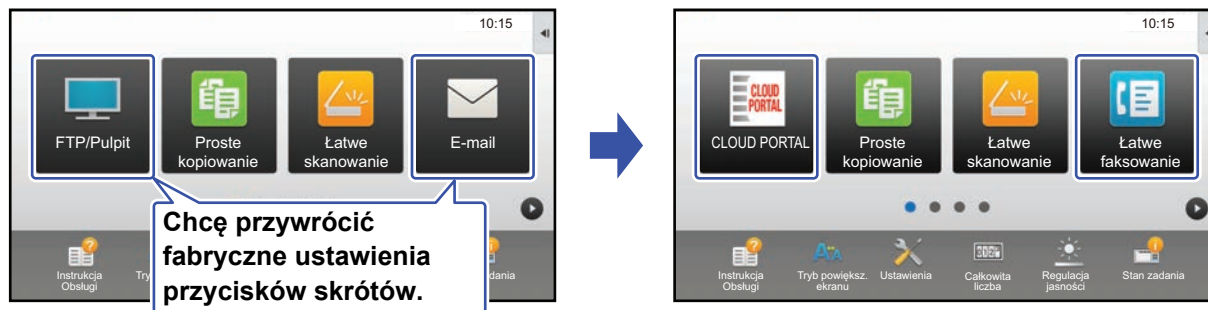 10:15
FTP/Pulpit
Proste
kopiowanie
Łatwe
skanowanie
E-mail
Chcę przywrócić
fabryczne ustawienia
przycisków skrótów.
Instrukcja
Obsługi
10:15
CLOUD
PORTAL
CLOUD PORTAL
Proste
kopiowanie
Łatwe
skanowanie
Łatwe
faksowanie
Instrukcja
Obsługi
Tryb powiększ.
ekranu
Ustawienia
Całkowita
liczba
Regulacja
jasności
Stan zadania